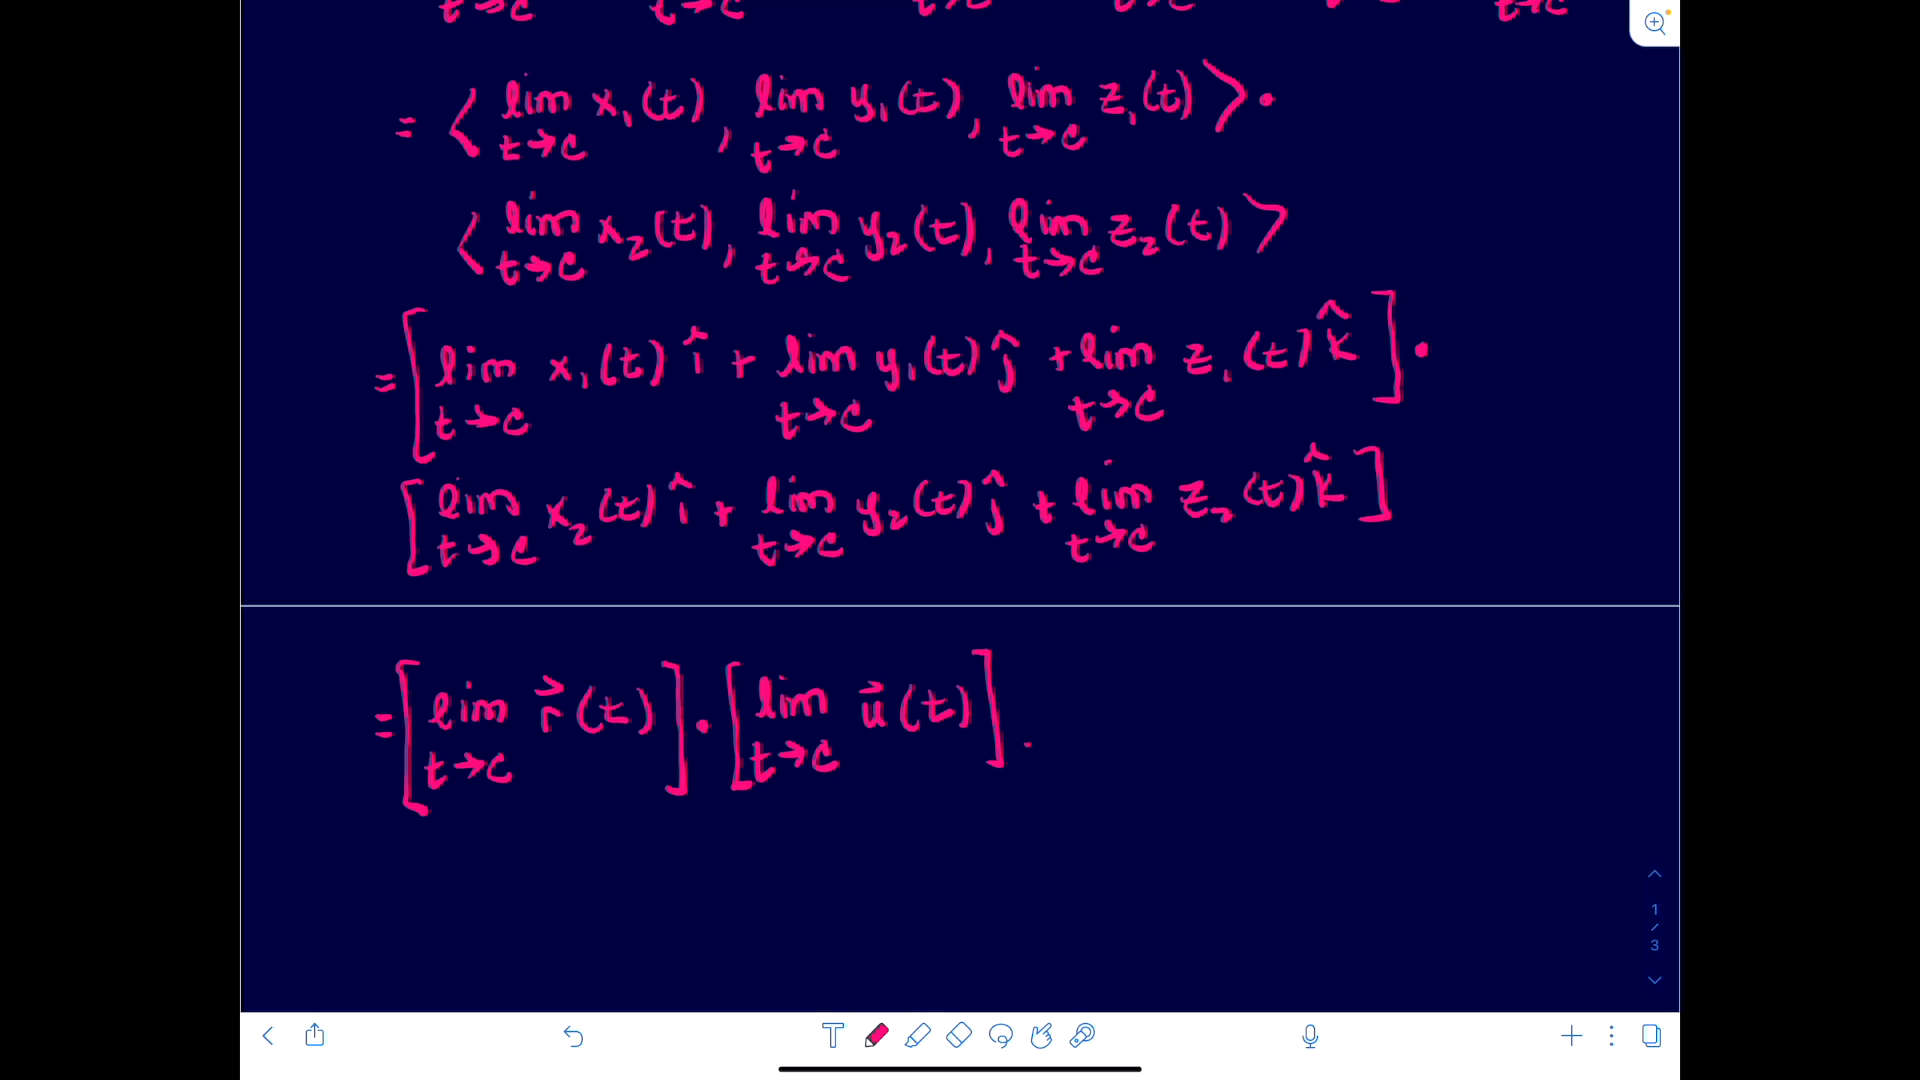 t→c t→c t→c t→c t→c
= < lim x₁(t), lim y₁(t), lim z₁(t) > ·
t→c t→c t→c
< lim x₂(t), lim y₂(t), lim z₂(t) >
t→c t→c t→c
= [ lim x₁(t) î + lim y₁(t) ĵ + lim z₁(t) k̂ ] ·
t→c t→c t→c
[ lim x₂(t) î + lim y₂(t) ĵ + lim z₂(t) k̂ ]
t→c t→c t→c
= [ lim r⃗(t) ] · [ lim u⃗(t) ] .
t→c t→c
1
/
3
T